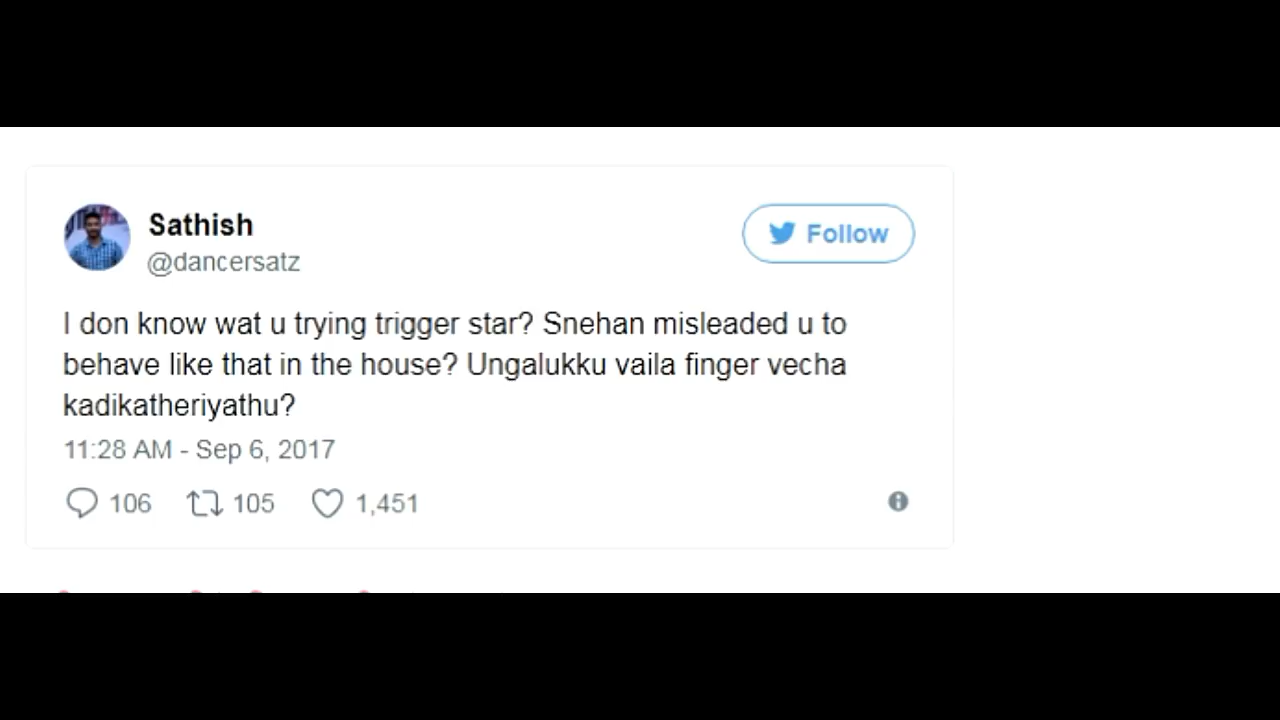 Sathish
Follow
@dancersatz
I don know wat u trying trigger star? Snehan misleaded u to
behave like that in the house? Ungalukku vaila finger vecha
kadikatheriyathu?
11:28 AM - Sep 6, 2017
106 105 1,451